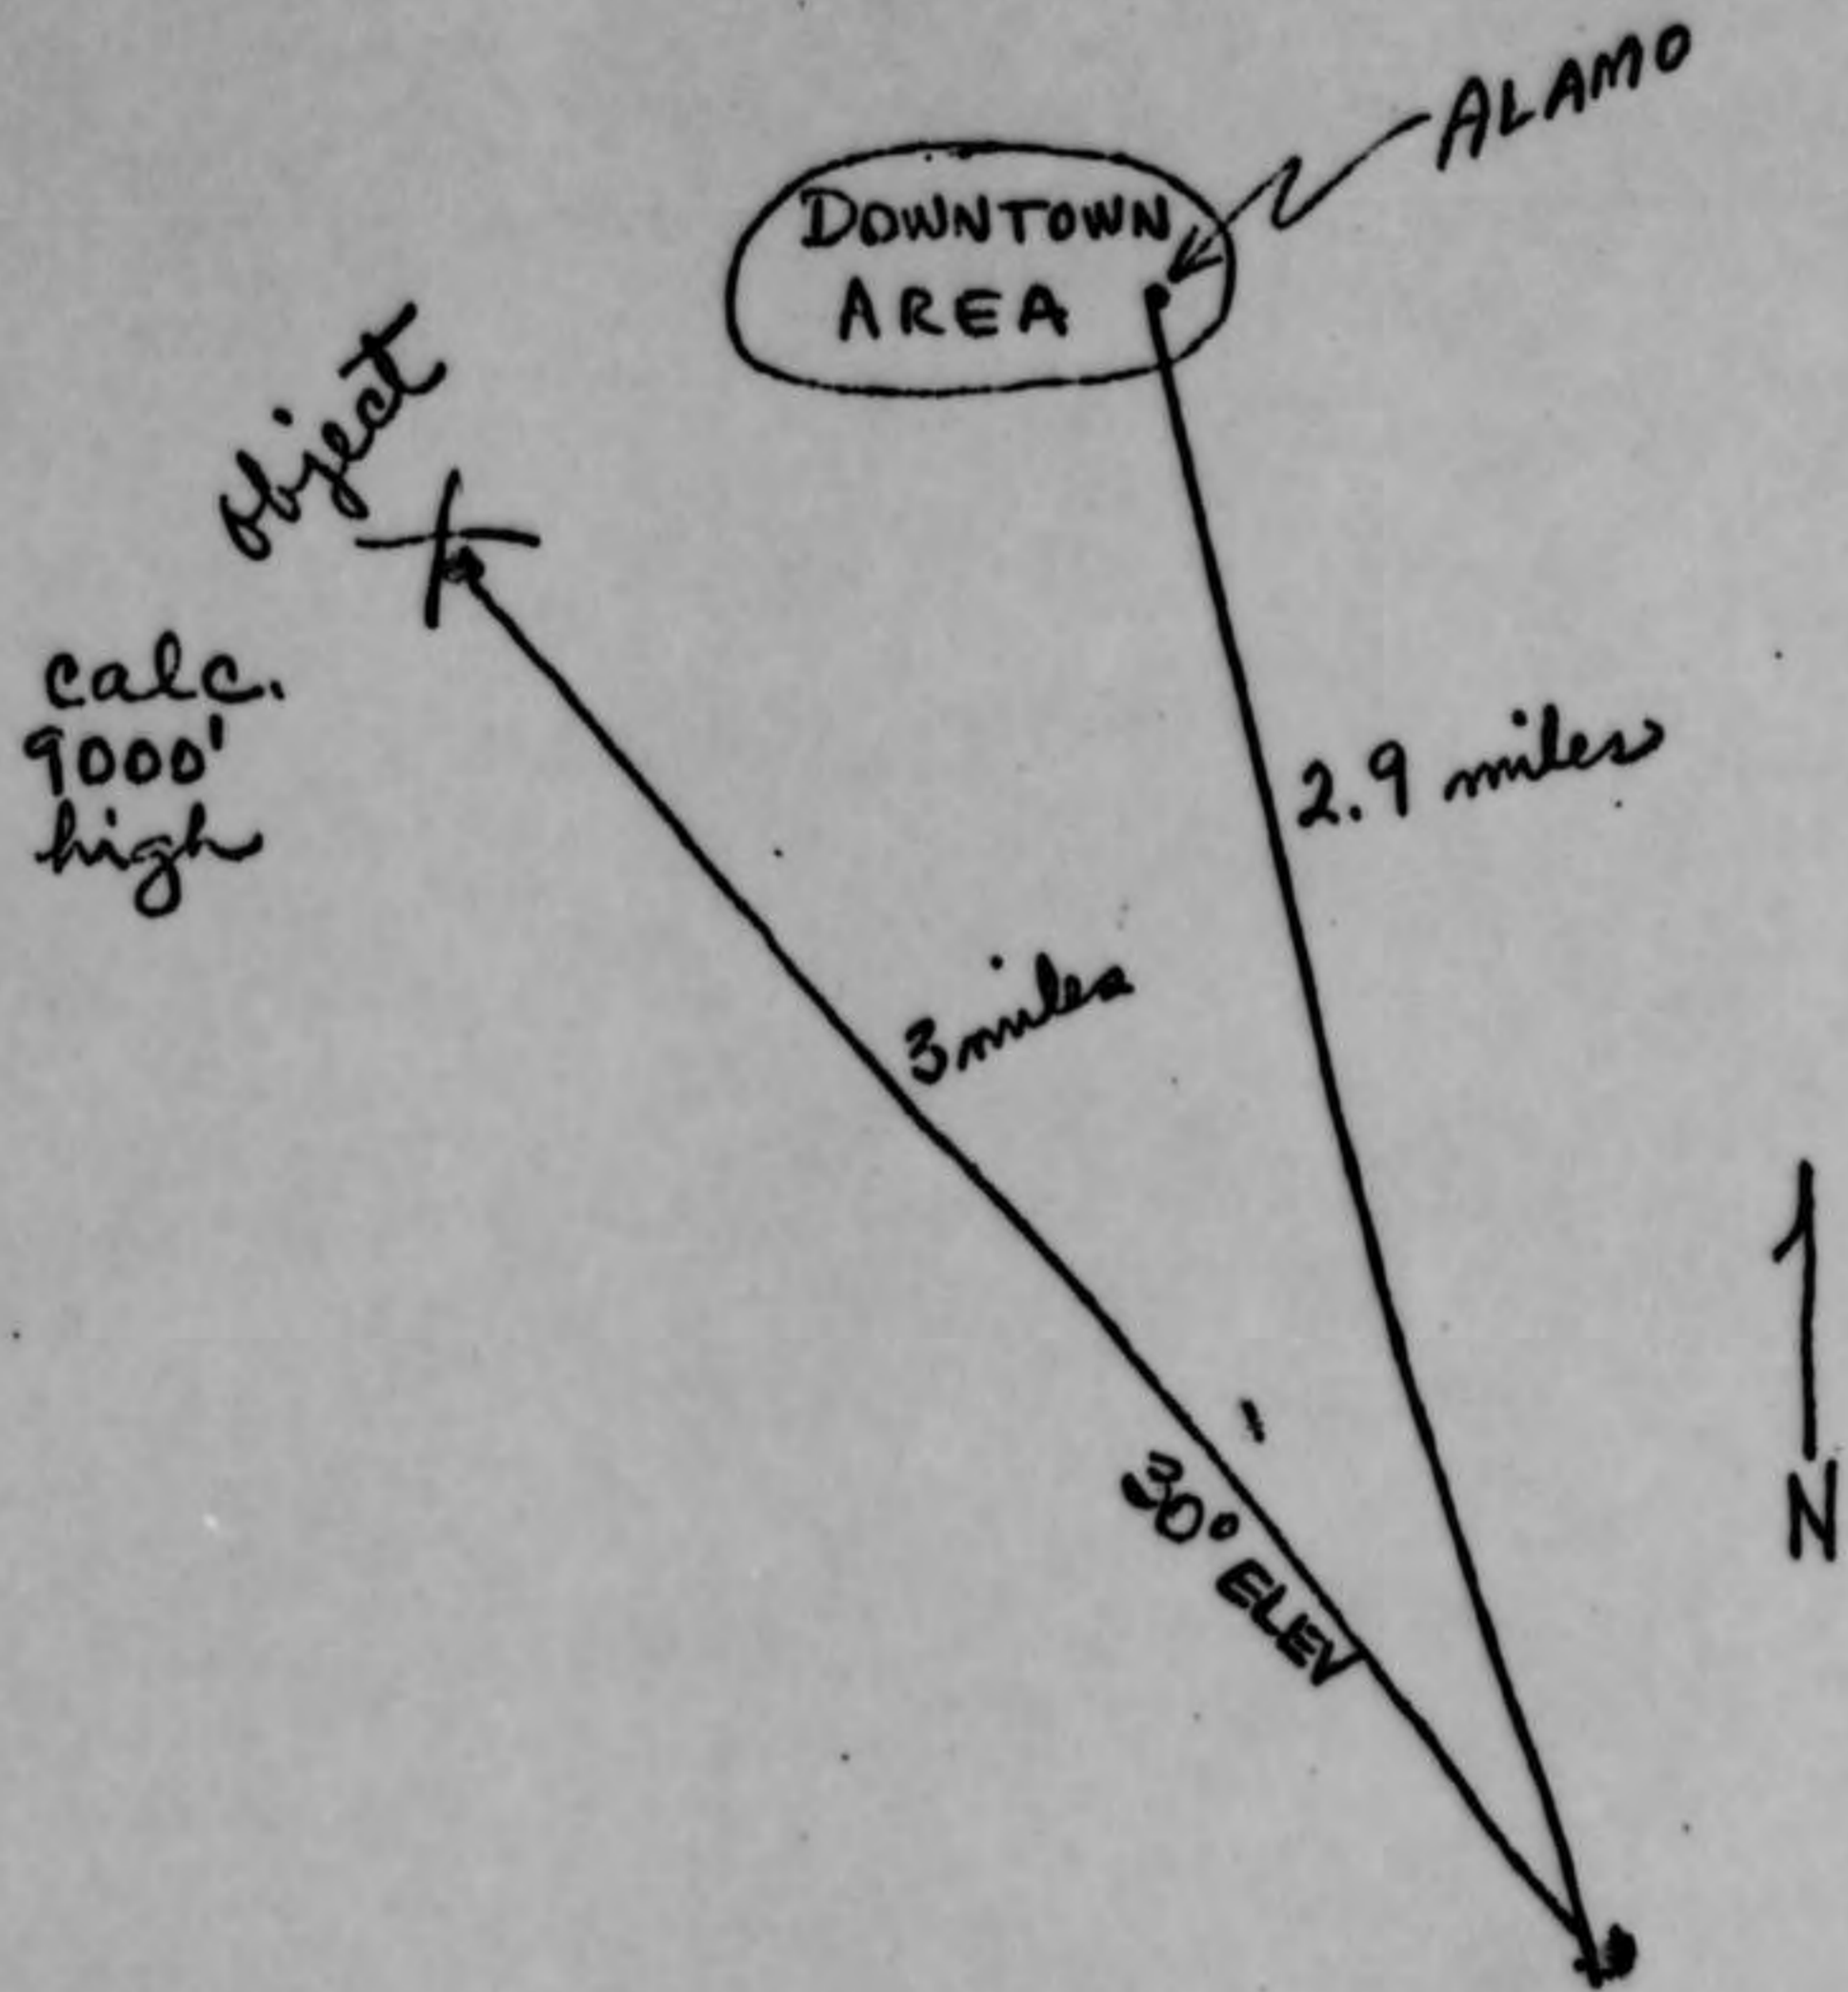 ALAMO
DOWNTOWN
AREA
object
calc.
9000'
high
2.9 miles
3 miles
30° ELEV
N